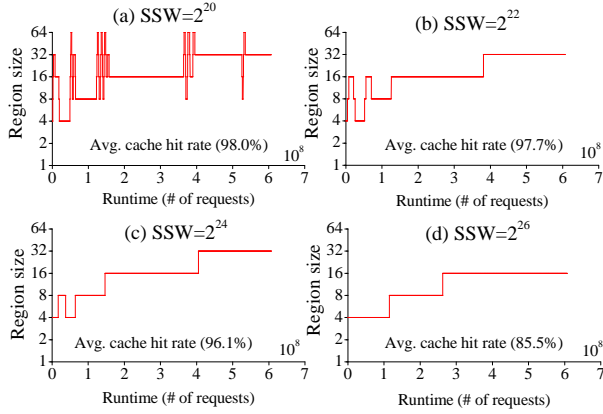 (a) SSW=2^20
Region size
64
32
16
8
4
2
1
Avg. cache hit rate (98.0%)
10^8
0 1 2 3 4 5 6 7
Runtime (# of requests)
(b) SSW=2^22
Region size
64
32
16
8
4
2
1
Avg. cache hit rate (97.7%)
10^8
0 1 2 3 4 5 6 7
Runtime (# of requests)
(c) SSW=2^24
Region size
64
32
16
8
4
2
1
Avg. cache hit rate (96.1%)
10^8
0 1 2 3 4 5 6 7
Runtime (# of requests)
(d) SSW=2^26
Region size
64
32
16
8
4
2
1
Avg. cache hit rate (85.5%)
10^8
0 1 2 3 4 5 6 7
Runtime (# of requests)